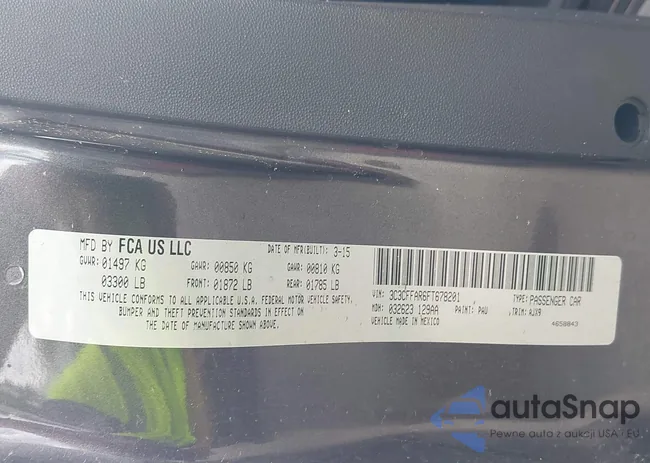 MFD BY FCA US LLC DATE OF MFR(BUILT): 3-15
GVWR: 01497 KG GAWR: 00850 KG GAWR: 00810 KG
03300 LB FRONT: 01872 LB REAR: 01785 LB
THIS VEHICLE CONFORMS TO ALL APPLICABLE U.S.A. FEDERAL MOTOR VEHICLE SAFETY,
BUMPER AND THEFT PREVENTION STANDARDS IN EFFECT ON
THE DATE OF MANUFACTURE SHOWN ABOVE.
VIN: 3C3CFFAR6FT678201 TYPE: PASSENGER CAR
MDH: 032623 129AA PAINT: PAU TRIM: AJX9
VEHICLE MADE IN MEXICO 4658843
autaSnap
Pewne auta z aukcji USA i EU